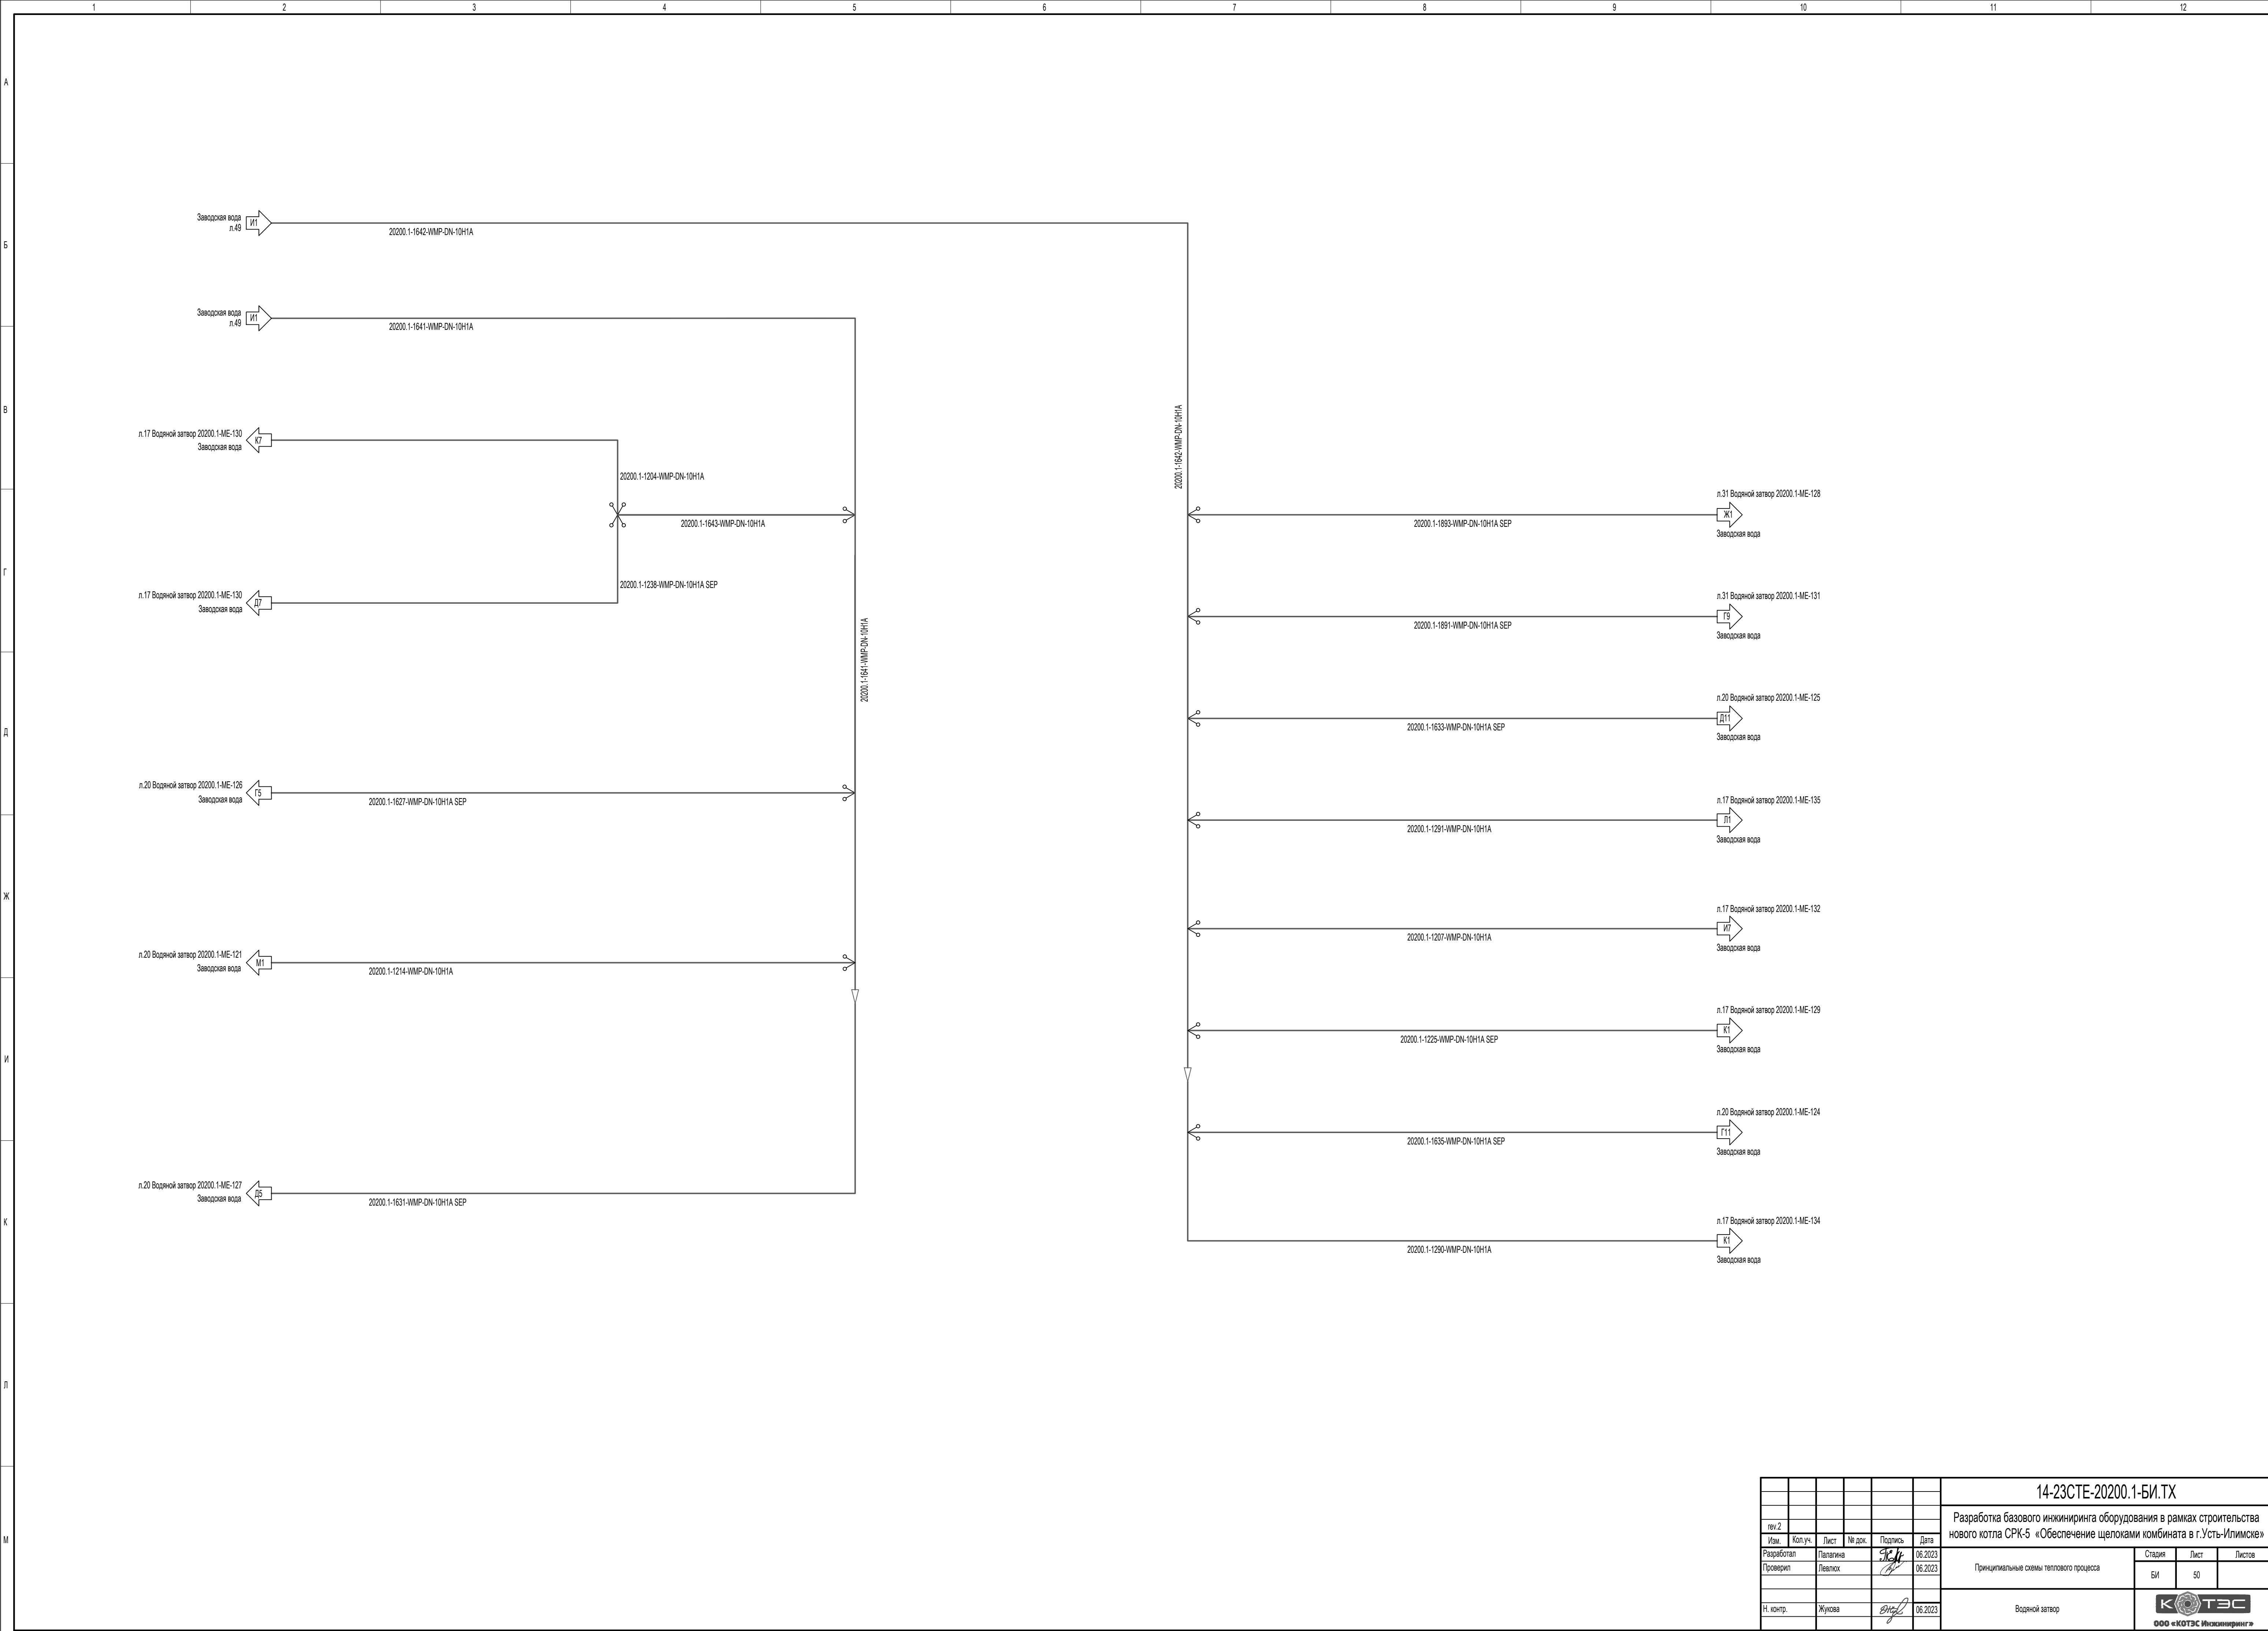 1 2 3 4 5 6 7 8 9 10 11 12
А
Б
В
Г
Д
Ж
И
К
Л
М
Заводская вода
л.49
И1
20200.1-1642-WMP-DN-10H1A
Заводская вода
л.49
И1
20200.1-1641-WMP-DN-10H1A
л.17 Водяной затвор 20200.1-ME-130
Заводская вода
К7
20200.1-1204-WMP-DN-10H1A
20200.1-1643-WMP-DN-10H1A
20200.1-1238-WMP-DN-10H1A SEP
л.17 Водяной затвор 20200.1-ME-130
Заводская вода
Д7
20200.1-1641-WMP-DN-10H1A
л.20 Водяной затвор 20200.1-ME-126
Заводская вода
Г5
20200.1-1627-WMP-DN-10H1A SEP
л.20 Водяной затвор 20200.1-ME-121
Заводская вода
М1
20200.1-1214-WMP-DN-10H1A
л.20 Водяной затвор 20200.1-ME-127
Заводская вода
Д5
20200.1-1631-WMP-DN-10H1A SEP
20200.1-1642-WMP-DN-10H1A
л.31 Водяной затвор 20200.1-ME-128
Ж1
20200.1-1893-WMP-DN-10H1A SEP
Заводская вода
л.31 Водяной затвор 20200.1-ME-131
Г9
20200.1-1891-WMP-DN-10H1A SEP
Заводская вода
л.20 Водяной затвор 20200.1-ME-125
Д11
20200.1-1633-WMP-DN-10H1A SEP
Заводская вода
л.17 Водяной затвор 20200.1-ME-135
Л1
20200.1-1291-WMP-DN-10H1A
Заводская вода
л.17 Водяной затвор 20200.1-ME-132
И7
20200.1-1207-WMP-DN-10H1A
Заводская вода
л.17 Водяной затвор 20200.1-ME-129
К1
20200.1-1225-WMP-DN-10H1A SEP
Заводская вода
л.20 Водяной затвор 20200.1-ME-124
Г11
20200.1-1635-WMP-DN-10H1A SEP
Заводская вода
л.17 Водяной затвор 20200.1-ME-134
К1
20200.1-1290-WMP-DN-10H1A
Заводская вода
14-23СТЕ-20200.1-БИ.ТХ
Разработка базового инжиниринга оборудования в рамках строительства
нового котла СРК-5 «Обеспечение щелоками комбината в г.Усть-Илимске»
rev.2
Изм. Кол.уч. Лист № док. Подпись Дата
Разработал Палагина 06.2023
Проверил Левлюх 06.2023
Н. контр. Жукова 06.2023
Принципиальные схемы теплового процесса
Стадия Лист Листов
БИ 50
Водяной затвор
КОТЭС
ООО «КОТЭС Инжиниринг»